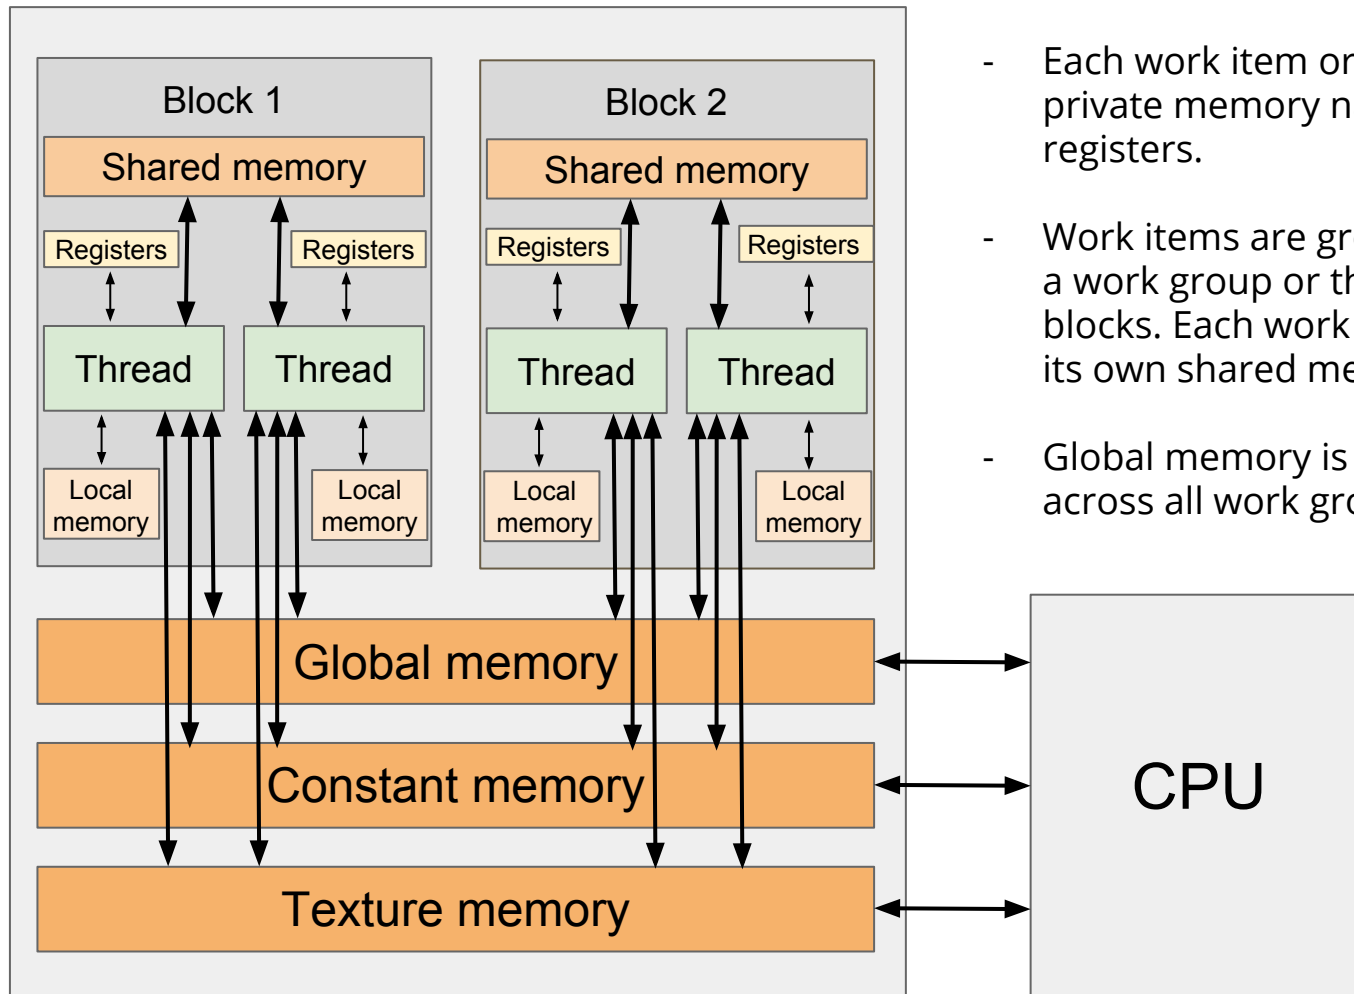 Block 1
Shared memory
Registers
Registers
Thread
Thread
Local
memory
Local
memory
Block 2
Shared memory
Registers
Registers
Thread
Thread
Local
memory
Local
memory
Global memory
Constant memory
Texture memory
CPU
- Each work item or
private memory n
registers.
- Work items are gr
a work group or th
blocks. Each work
its own shared me
- Global memory is
across all work gro